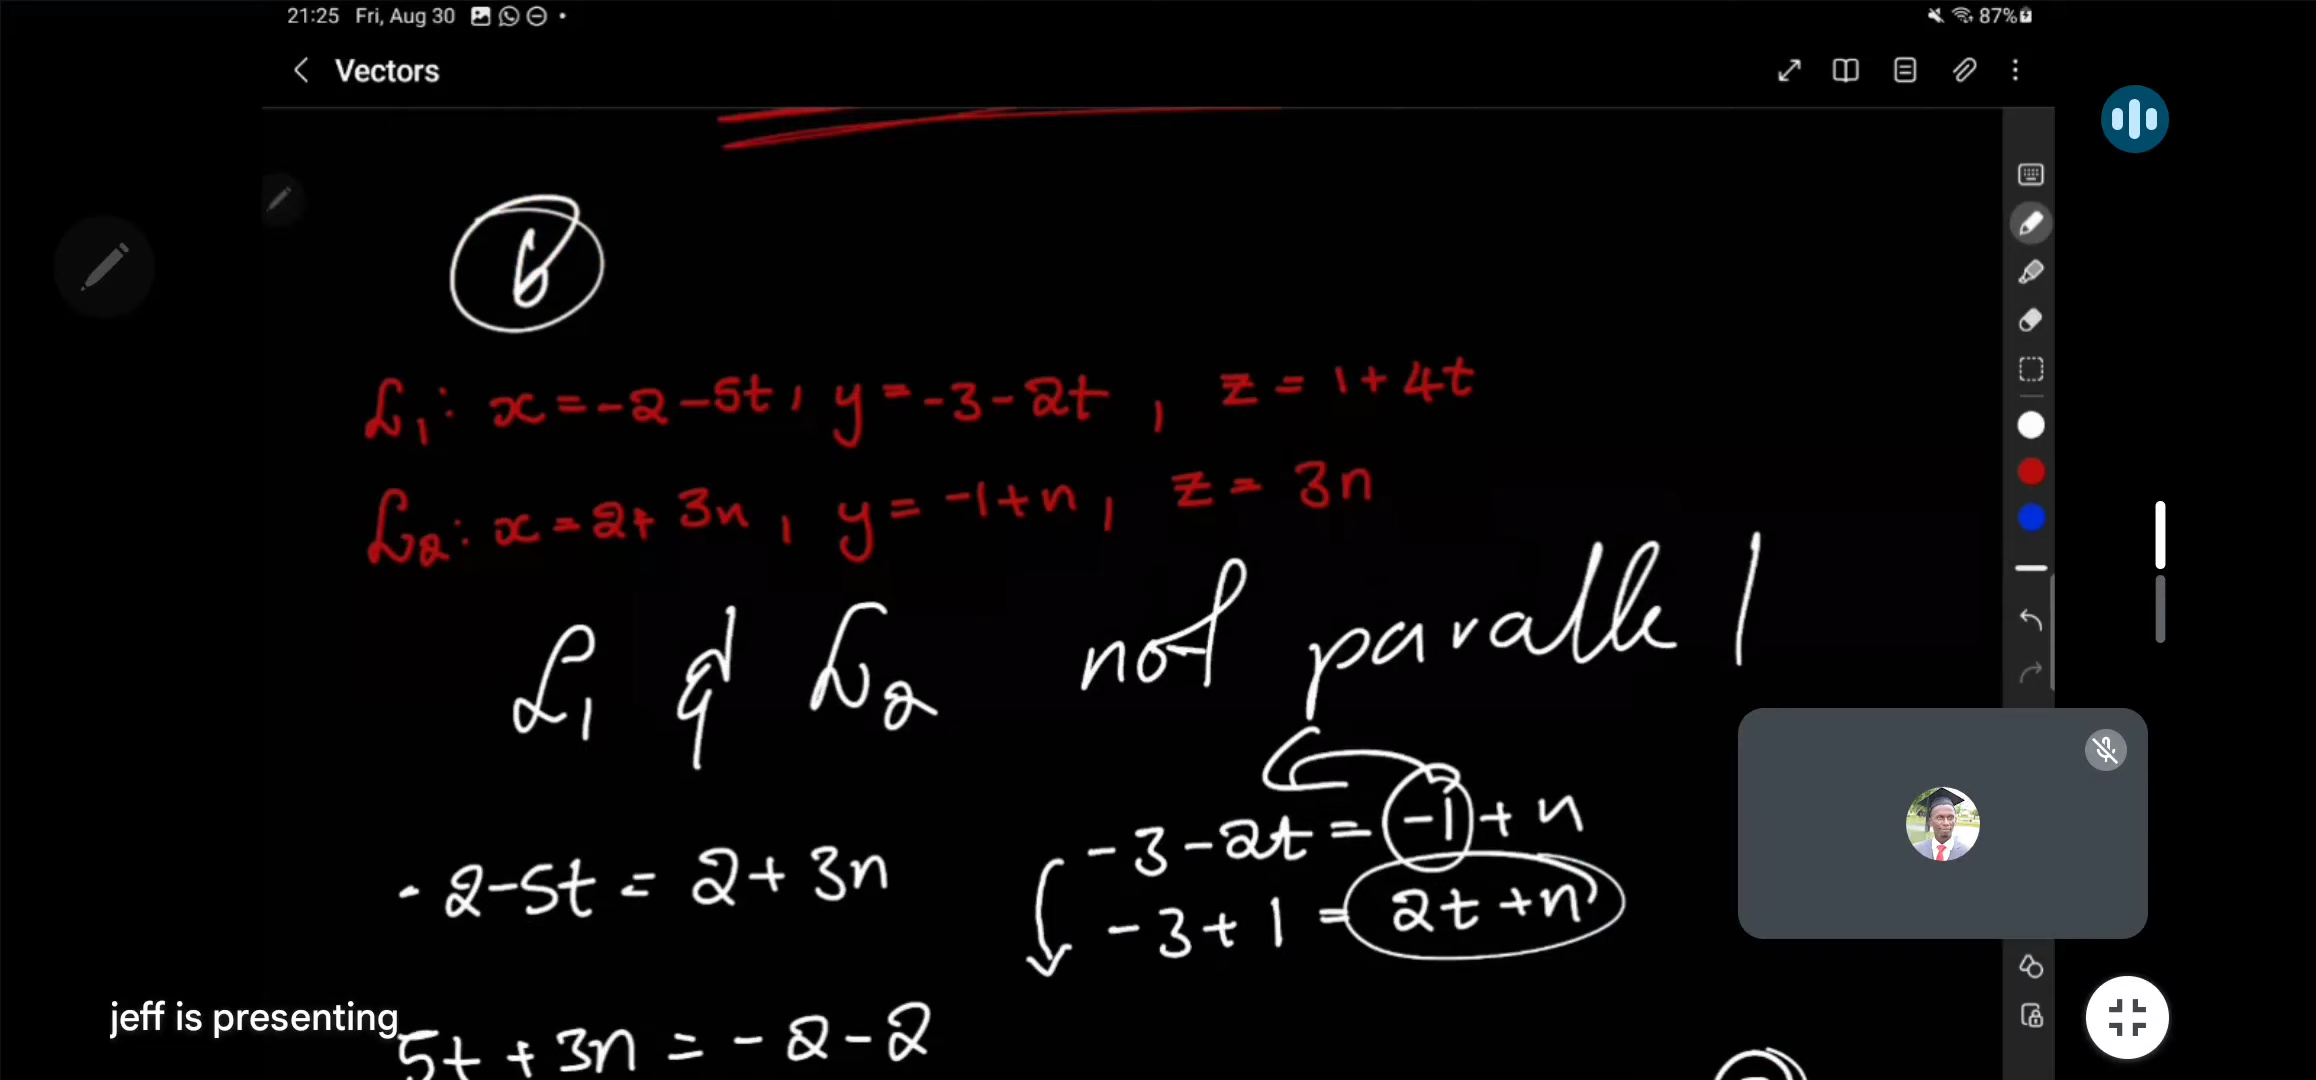 21:25 Fri, Aug 30 87%
Vectors
6
L₁: x = -2 - 5t, y = -3 - 2t, z = 1 + 4t
L₂: x = 2 + 3n, y = -1 + n, z = 3n
L₁ & L₂ not parallel
-3 - 2t = -1 + n
-2 - 5t = 2 + 3n
-3 + 1 = 2t + n
jeff is presenting
5t + 3n = -2 - 2